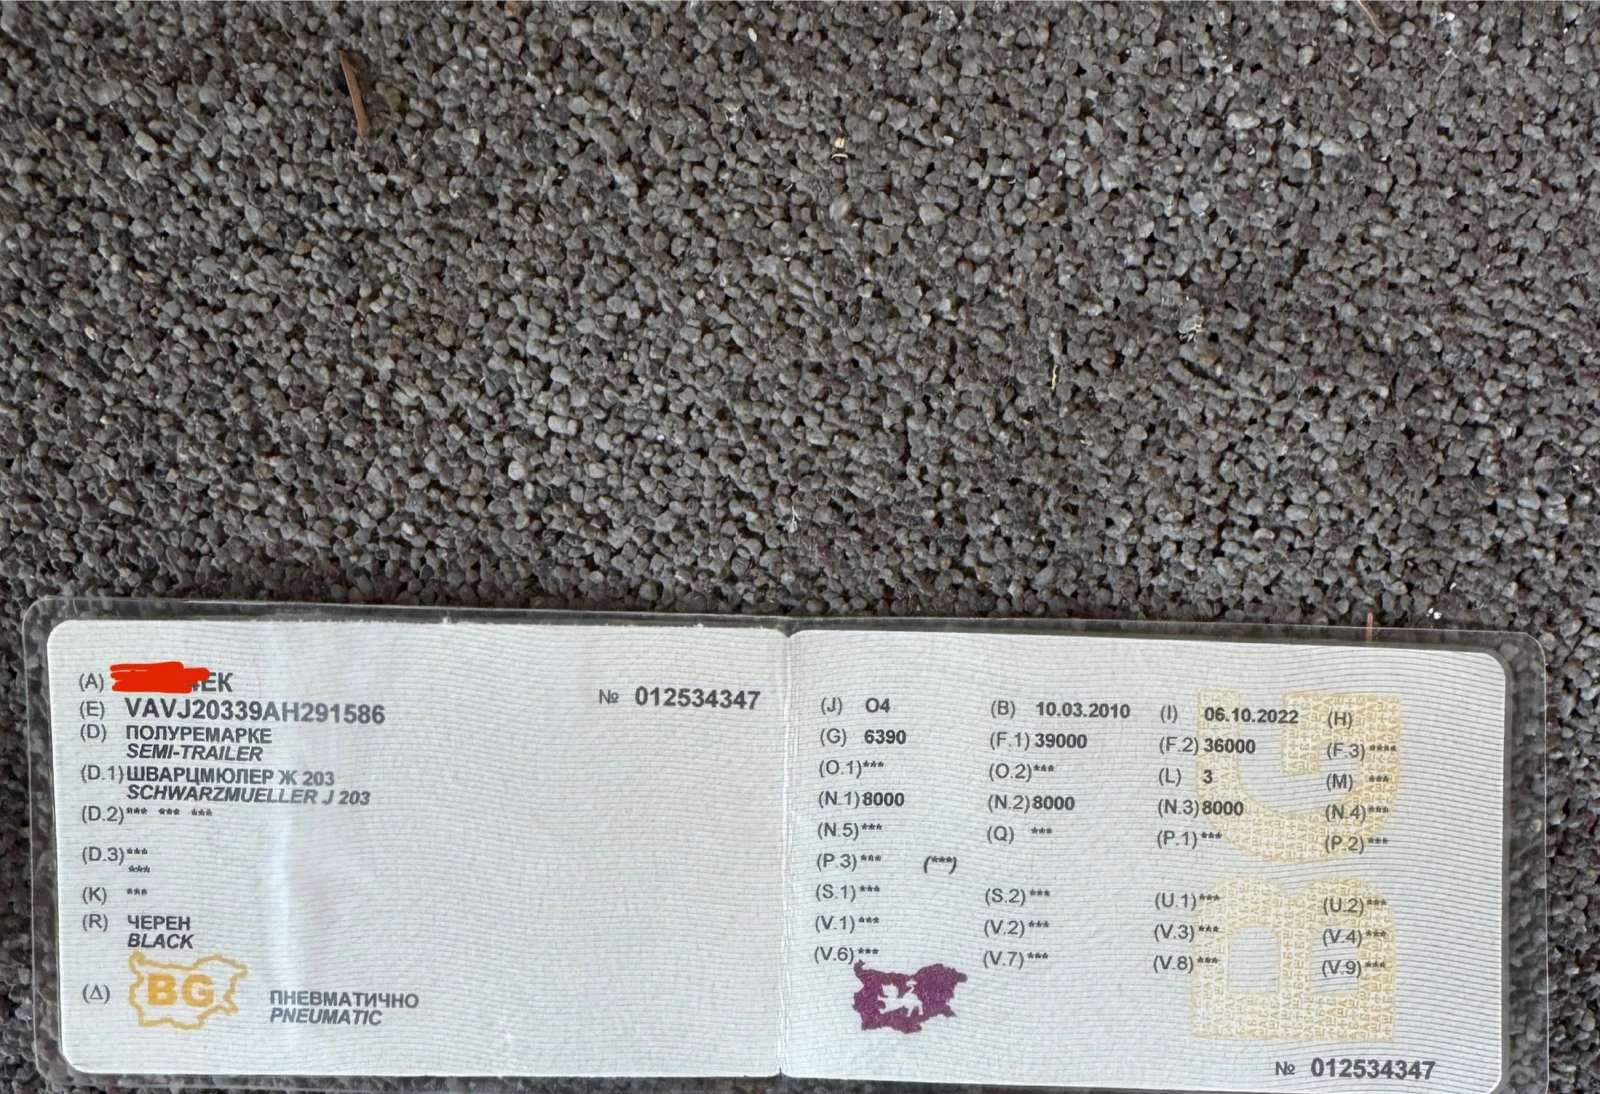 (A) EK
(E) VAVJ20339AH291586
№ 012534347
(D) ПОЛУРЕМАРКЕ
SEMI-TRAILER
(D.1) ШВАРЦМЮЛЕР Ж 203
SCHWARZMUELLER J 203
(D.2) *** *** ***
(D.3) ***
***
(K) ***
(R) ЧЕРЕН
BLACK
BG
(Δ) ПНЕВМАТИЧНО
PNEUMATIC
(J) O4 (B) 10.03.2010 (I) 06.10.2022 (H)
(G) 6390 (F.1) 39000 (F.2) 36000 (F.3) ****
(O.1) *** (O.2) *** (L) 3 (M) ***
(N.1) 8000 (N.2) 8000 (N.3) 8000 (N.4) ***
(N.5) *** (Q) *** (P.1) *** (P.2) ***
(P.3) *** (***)
(S.1) *** (S.2) *** (U.1) *** (U.2) ***
(V.1) *** (V.2) *** (V.3) *** (V.4) ***
(V.6) *** (V.7) *** (V.8) *** (V.9) ***
№ 012534347